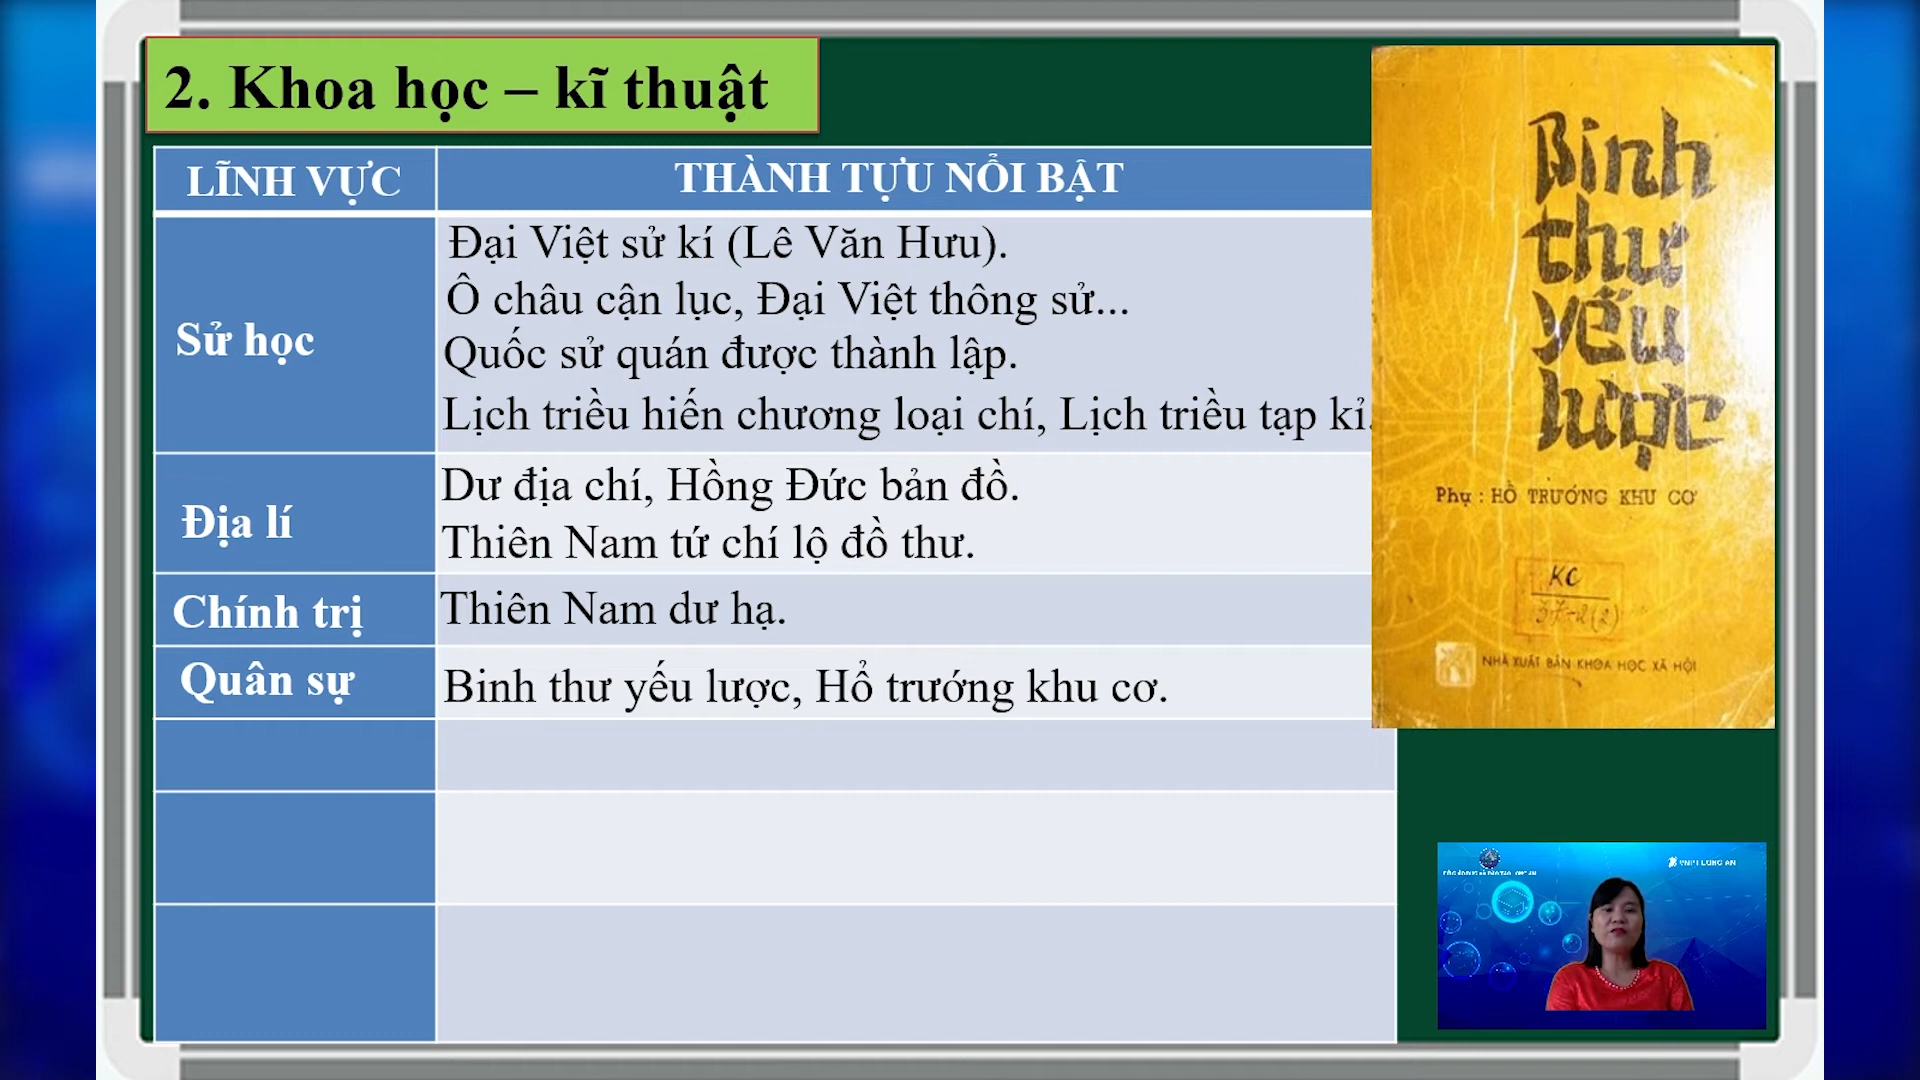 2. Khoa học – kĩ thuật
LĨNH VỰC
THÀNH TỰU NỔI BẬT
Sử học
Đại Việt sử kí (Lê Văn Hưu).
Ô châu cận lục, Đại Việt thông sử...
Quốc sử quán được thành lập.
Lịch triều hiến chương loại chí, Lịch triều tạp kỉ.
Địa lí
Dư địa chí, Hồng Đức bản đồ.
Thiên Nam tứ chí lộ đồ thư.
Chính trị
Thiên Nam dư hạ.
Quân sự
Binh thư yếu lược, Hổ trướng khu cơ.
Binh
thư
yếu
lược
Phụ : HỔ TRƯỚNG KHU CƠ
KC
NHÀ XUẤT BẢN KHOA HỌC XÃ HỘI
VNPT LONG AN